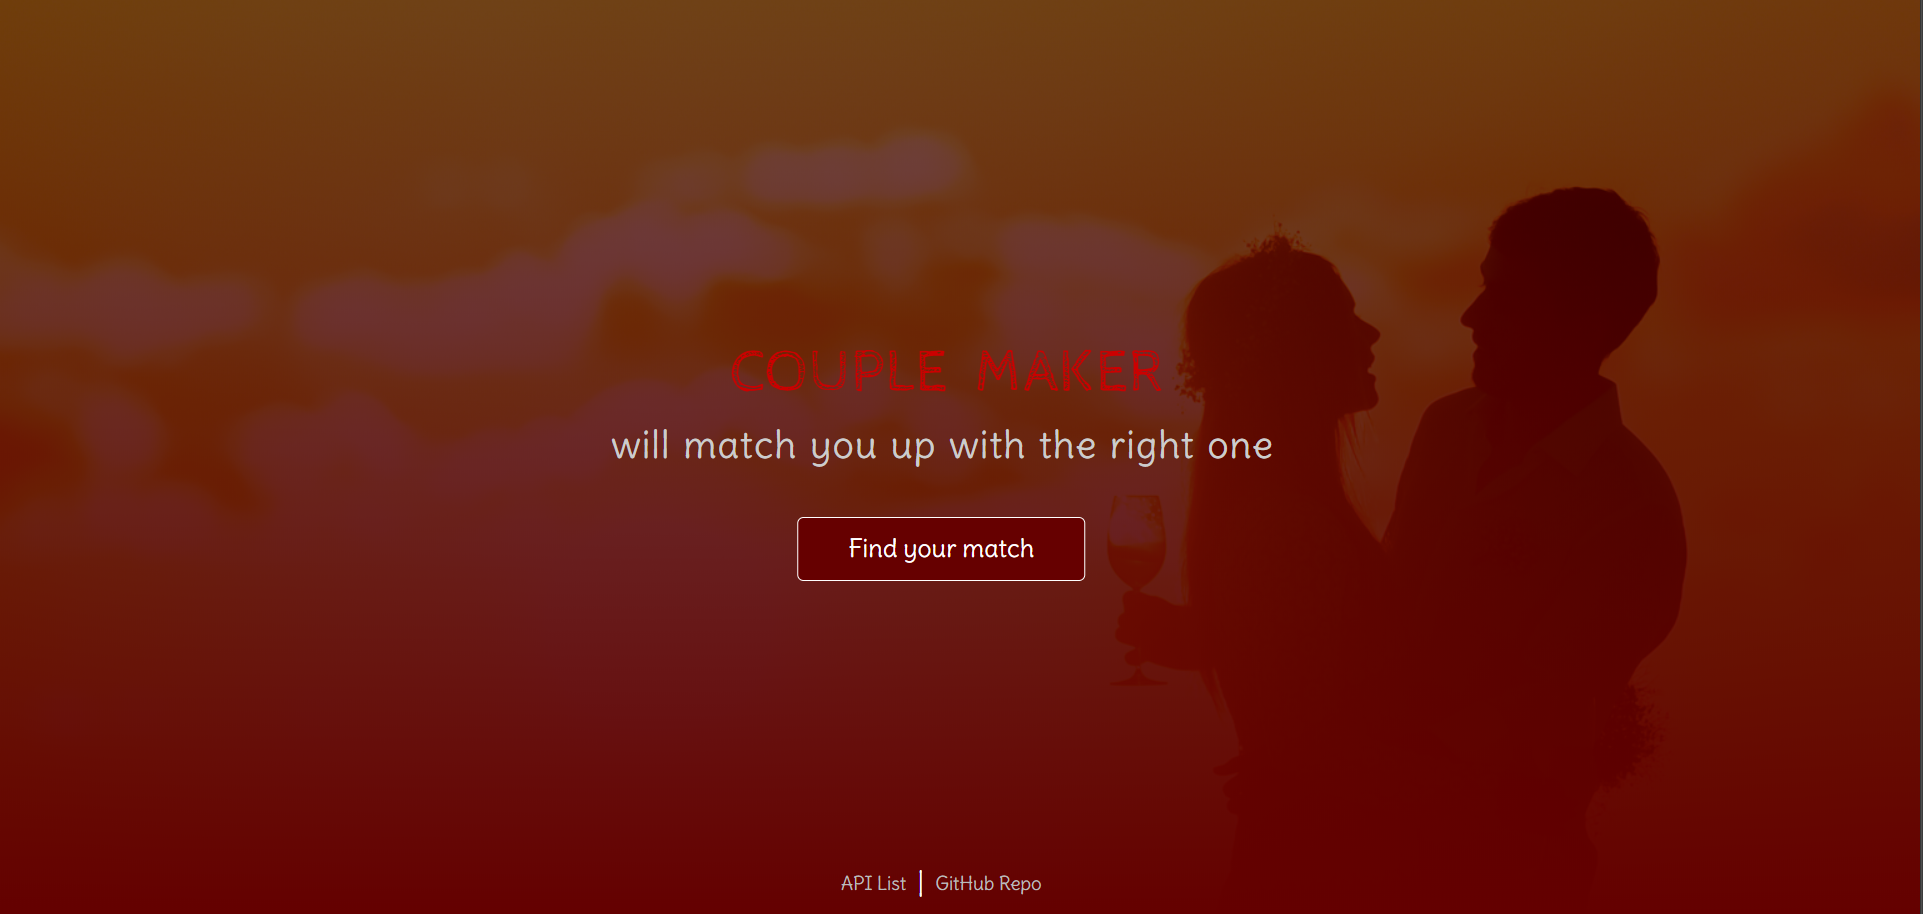 COUPLE MAKER
will match you up with the right one
Find your match
API List | GitHub Repo